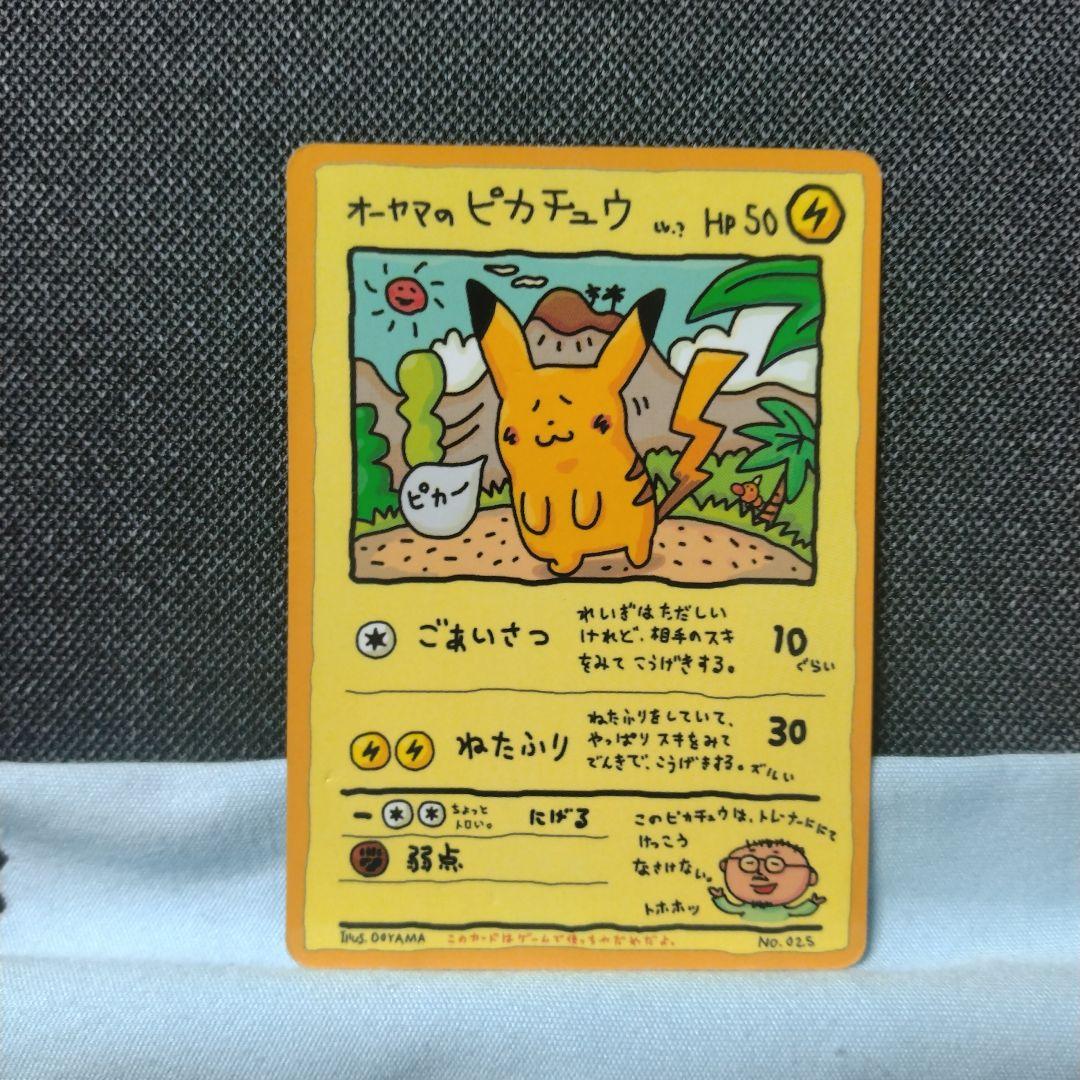 オーヤマのピカチュウ LV.? HP 50
ピカー
ごあいさつ
れいぎはただしい
けれど、相手のスキ
をみてこうげきする。
10
ぐらい
ねたふり
ねたふりをしていて、
やっぱりスキをみて
でんきで、こうげきする。
30
ズルい
ー
ちょっと
トロい。
にげる
弱点
このピカチュウは、トレーナーににて
けっこう
なさけない。
トホホッ
Illus. OOYAMA
このカードはゲームで使っちゃだめだよ。
NO. 025